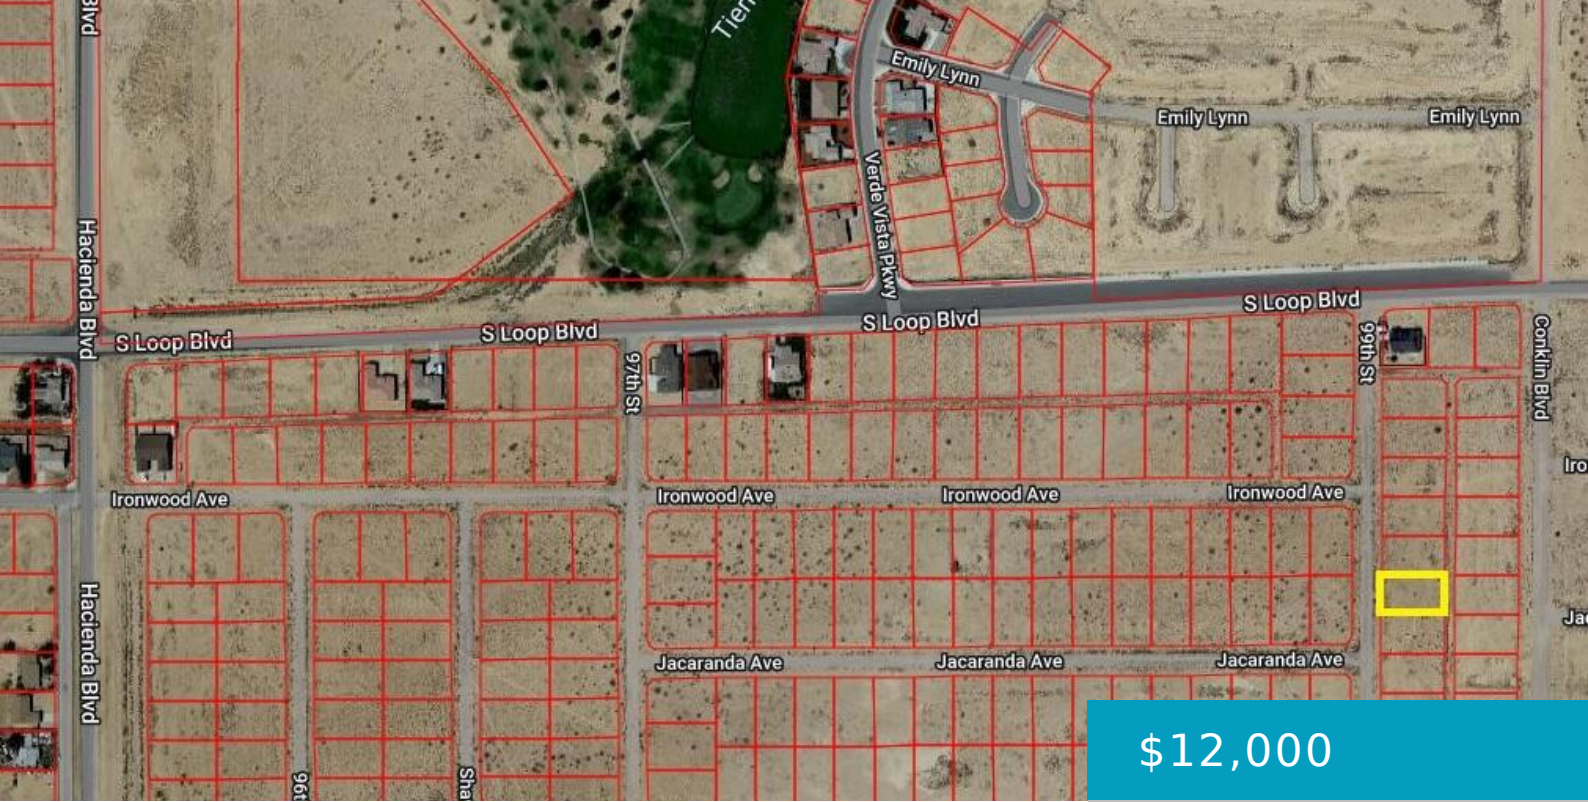 Blvd
Tien
Emily Lynn
Emily Lynn
Emily Lynn
Verde Vista Pkwy
Hacienda Blvd
S Loop Blvd
S Loop Blvd
S Loop Blvd
S Loop Blvd
97th St
99th St
Conklin Blvd
Iro
Ironwood Ave
Ironwood Ave
Ironwood Ave
Ironwood Ave
Hacienda Blvd
Jac
Jacaranda Ave
Jacaranda Ave
Jacaranda Ave
96t
Sha
$12,000